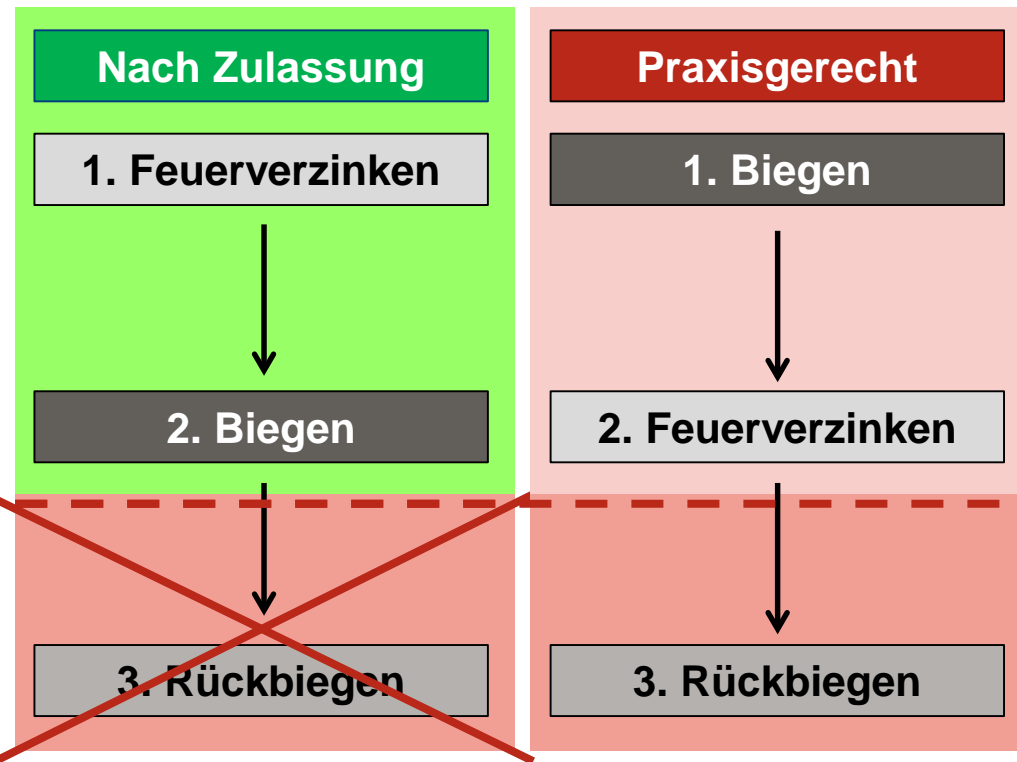 Nach Zulassung
1. Feuerverzinken
2. Biegen
3. Rückbiegen
Praxisgerecht
1. Biegen
2. Feuerverzinken
3. Rückbiegen